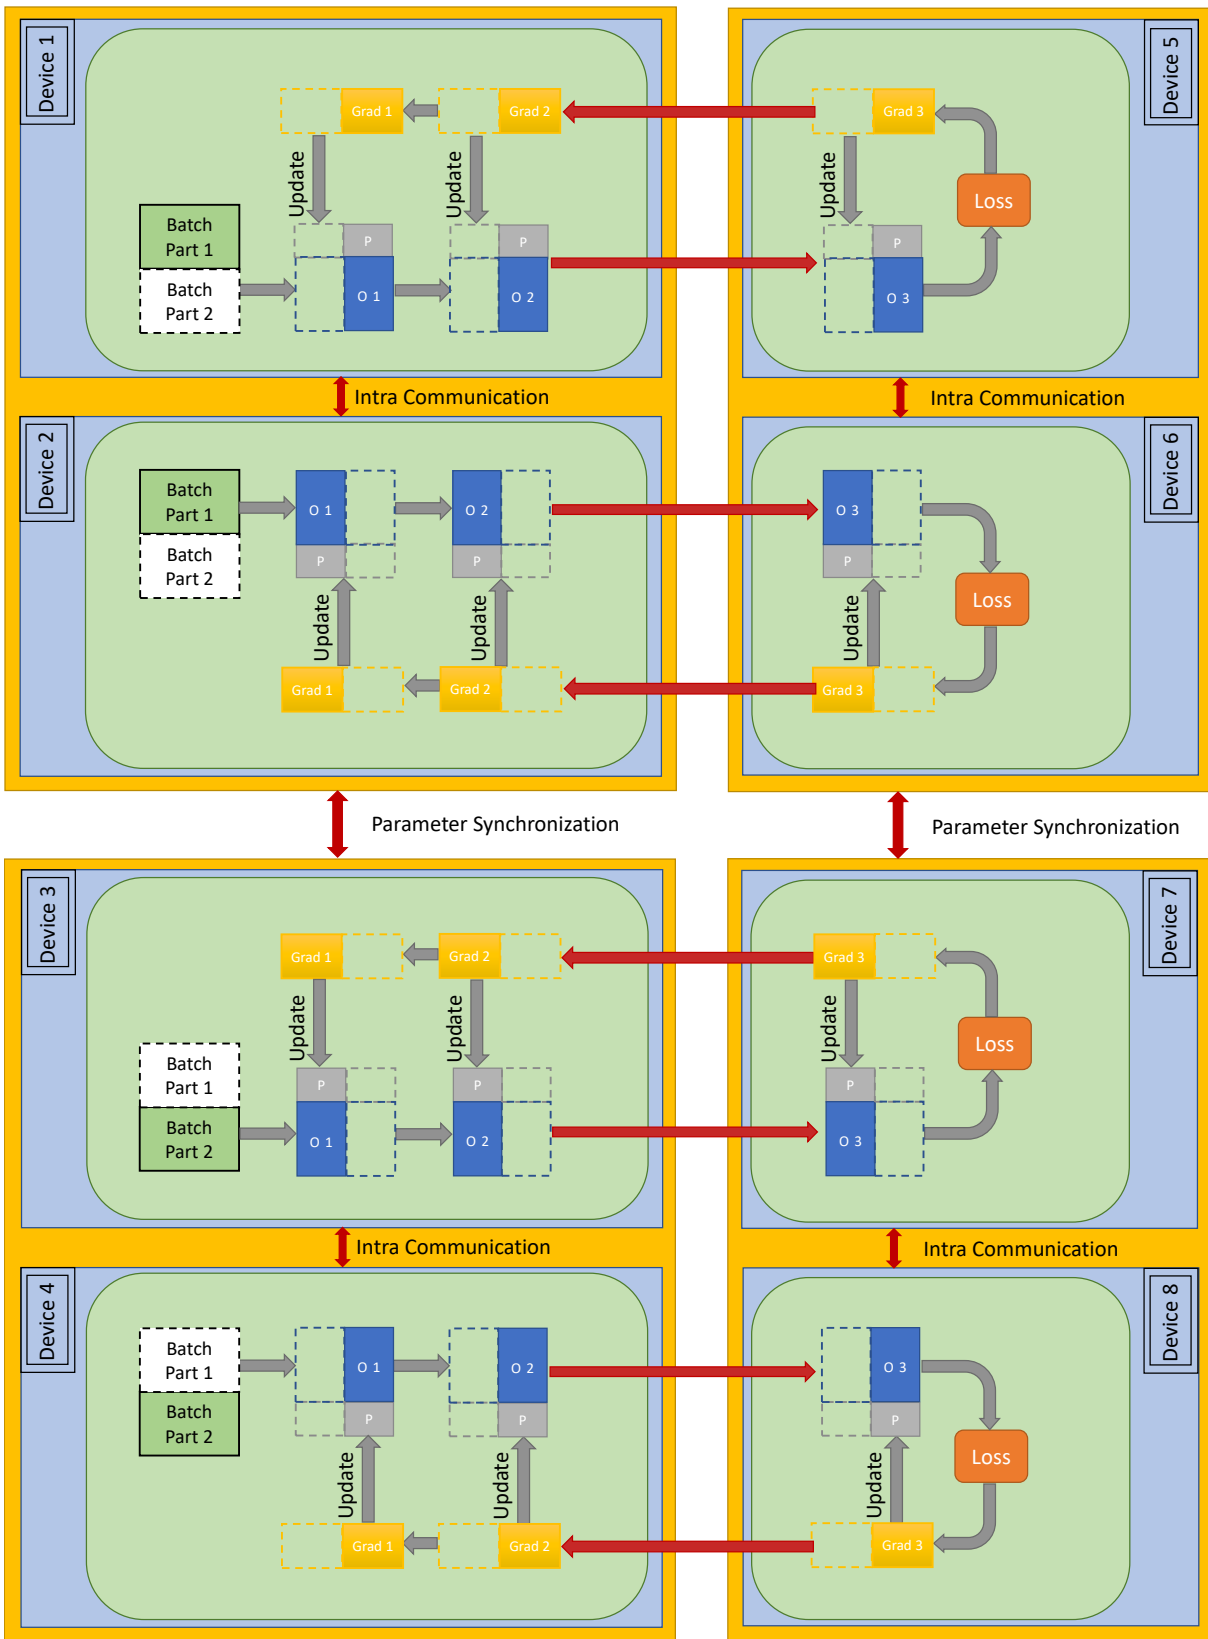 Device 1
Grad 1
Grad 2
Update
Update
Batch
Part 1
Batch
Part 2
P
O 1
P
O 2
Device 5
Grad 3
Update
Loss
P
O 3
Intra Communication
Intra Communication
Device 2
Batch
Part 1
Batch
Part 2
O 1
P
O 2
P
Update
Update
Grad 1
Grad 2
Device 6
O 3
P
Loss
Update
Grad 3
Parameter Synchronization
Parameter Synchronization
Device 3
Grad 1
Grad 2
Update
Update
Batch
Part 1
Batch
Part 2
P
O 1
P
O 2
Device 7
Grad 3
Update
Loss
P
O 3
Intra Communication
Intra Communication
Device 4
Batch
Part 1
Batch
Part 2
O 1
P
O 2
P
Update
Update
Grad 1
Grad 2
Device 8
O 3
P
Loss
Update
Grad 3